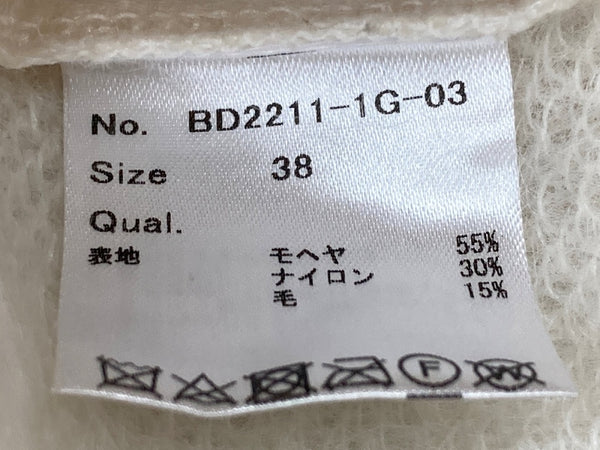 No. BD2211-1G-03
Size 38
Qual.
表地 モヘヤ 55%
ナイロン 30%
毛 15%
F W